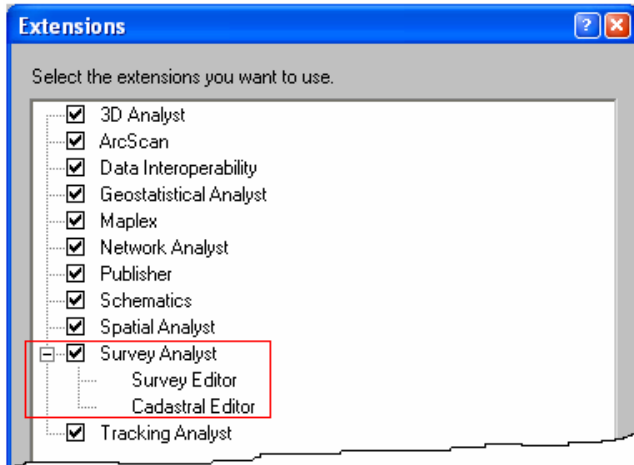 Extensions
Select the extensions you want to use.
3D Analyst
ArcScan
Data Interoperability
Geostatistical Analyst
Maplex
Network Analyst
Publisher
Schematics
Spatial Analyst
Survey Analyst
Survey Editor
Cadastral Editor
Tracking Analyst